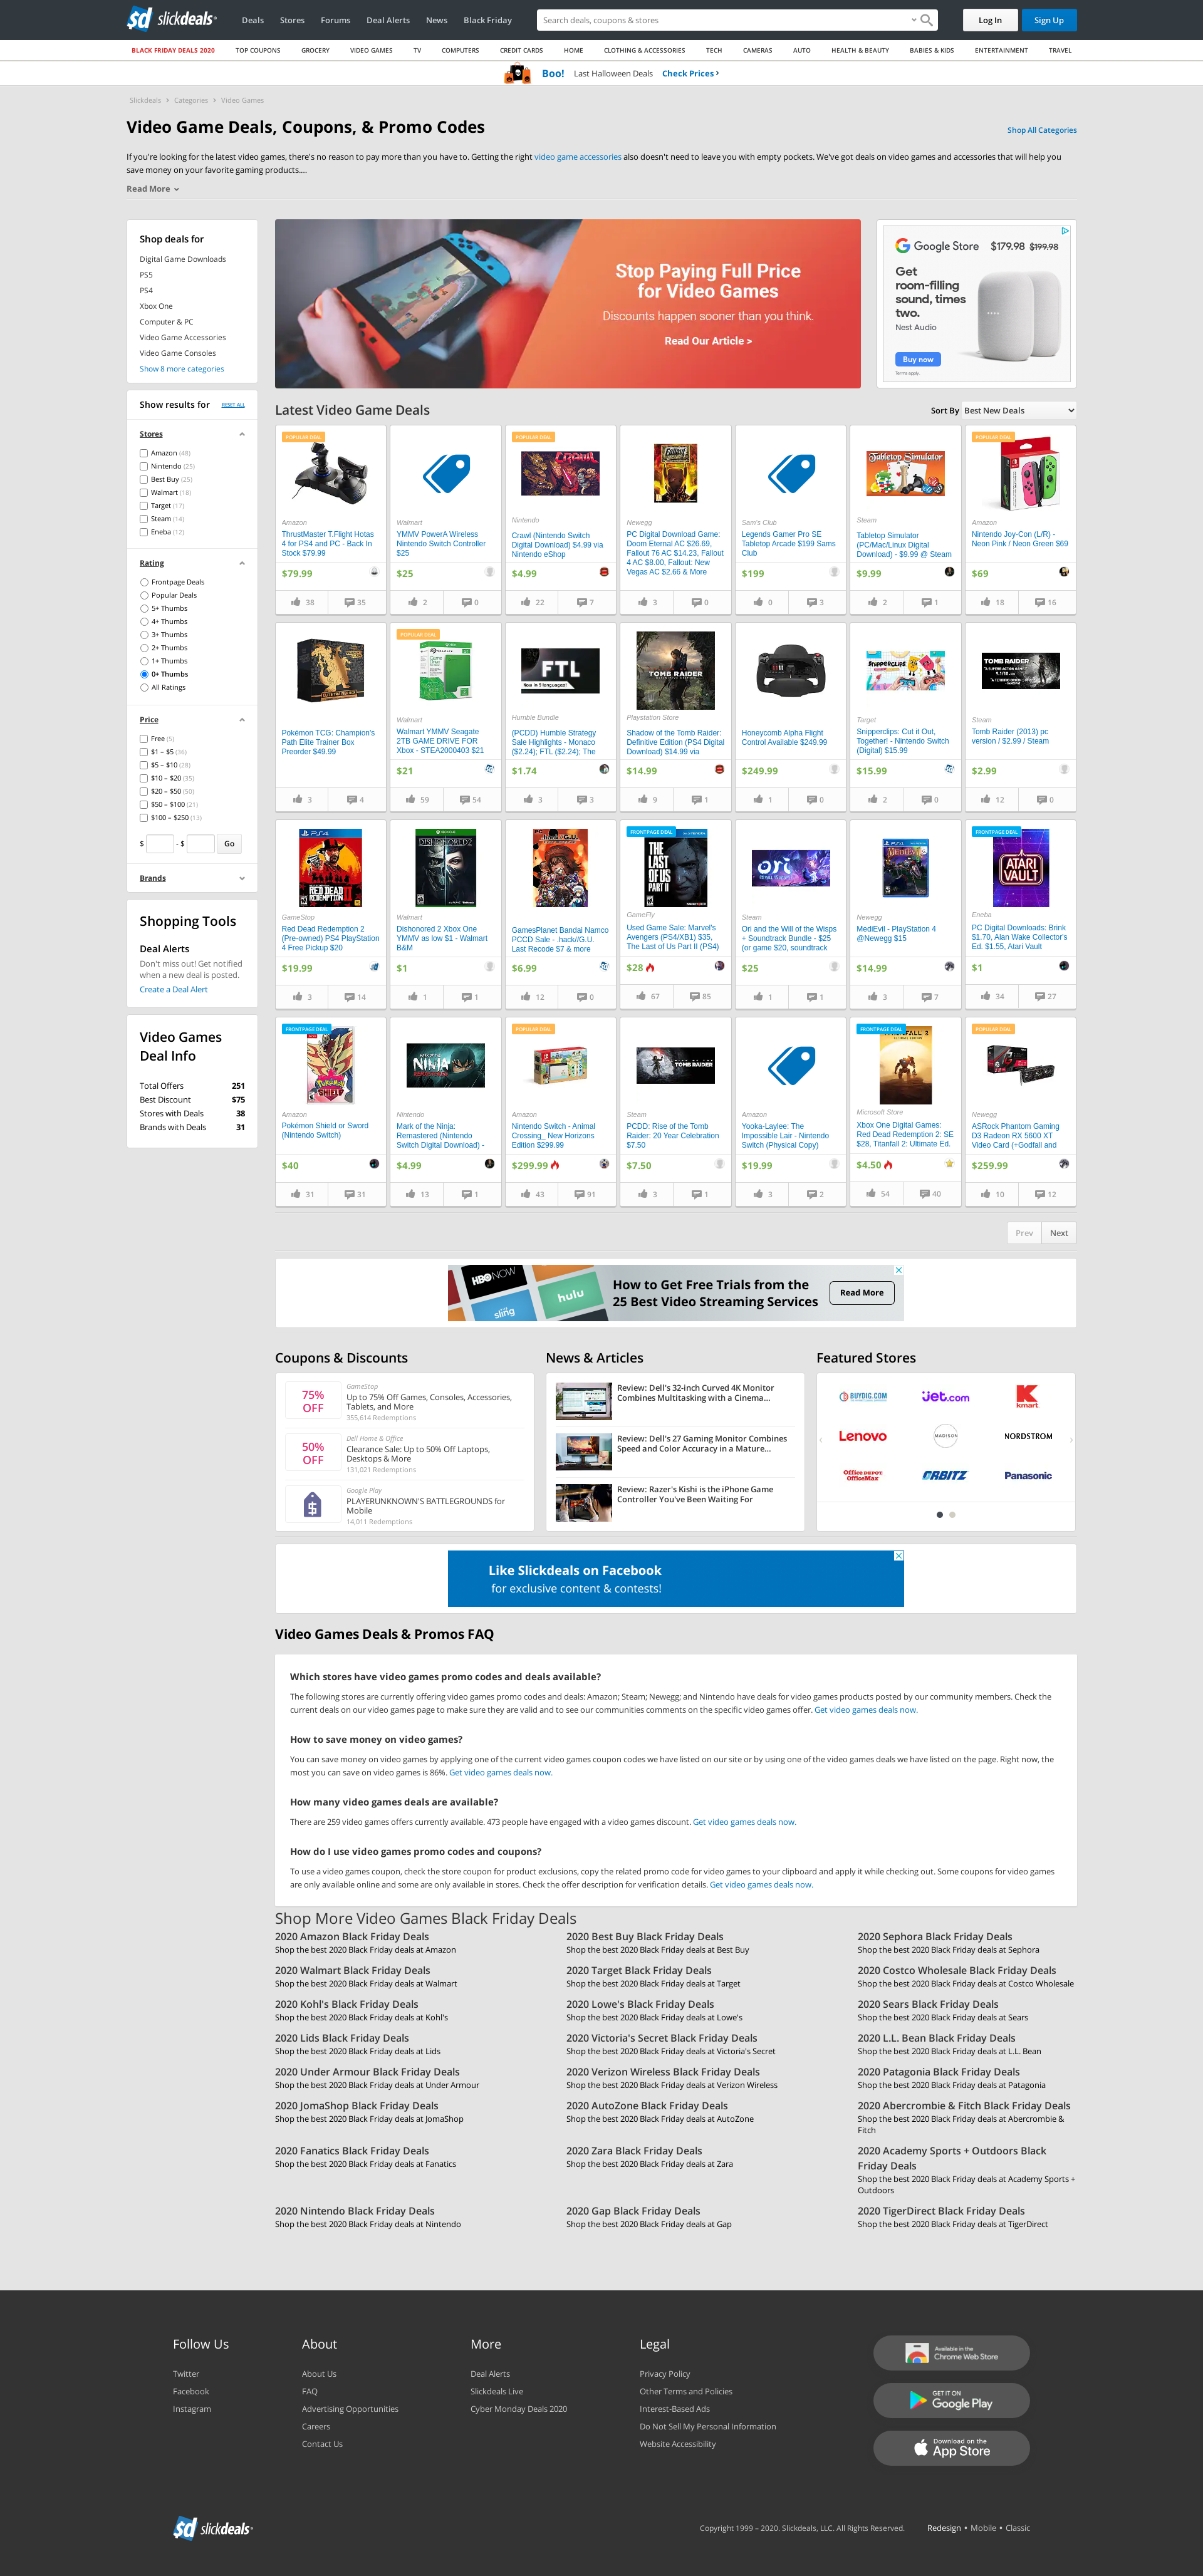 slickdeals
Deals
Stores
Forums
Deal Alerts
News
Black Friday
Search deals, coupons & stores
Log In
Sign Up
BLACK FRIDAY DEALS 2020
TOP COUPONS
GROCERY
VIDEO GAMES
TV
COMPUTERS
CREDIT CARDS
HOME
CLOTHING & ACCESSORIES
TECH
CAMERAS
AUTO
HEALTH & BEAUTY
BABIES & KIDS
ENTERTAINMENT
TRAVEL
Boo! Last Halloween Deals Check Prices
Slickdeals > Categories > Video Games
Video Game Deals, Coupons, & Promo Codes
Shop All Categories
If you're looking for the latest video games, there's no reason to pay more than you have to. Getting the right video game accessories also doesn't need to leave you with empty pockets. We've got deals on video games and accessories that will help you
save money on your favorite gaming products....
Read More
Shop deals for
Digital Game Downloads
PS5
PS4
Xbox One
Computer & PC
Video Game Accessories
Video Game Consoles
Show 8 more categories
Show results for
RESET ALL
Stores
Amazon (48)
Nintendo (25)
Best Buy (25)
Walmart (18)
Target (17)
Steam (14)
Eneba (12)
Rating
Frontpage Deals
Popular Deals
5+ Thumbs
4+ Thumbs
3+ Thumbs
2+ Thumbs
1+ Thumbs
0+ Thumbs
All Ratings
Price
Free (5)
$1 – $5 (36)
$5 – $10 (28)
$10 – $20 (35)
$20 – $50 (50)
$50 – $100 (21)
$100 – $250 (13)
$ - $ Go
Brands
Shopping Tools
Deal Alerts
Don't miss out! Get notified
when a new deal is posted.
Create a Deal Alert
Video Games
Deal Info
Total Offers 251
Best Discount $75
Stores with Deals 38
Brands with Deals 31
Stop Paying Full Price
for Video Games
Discounts happen sooner than you think.
Read Our Article >
Google Store
$179.98 $199.98
Get
room-filling
sound, times
two.
Nest Audio
Buy now
Terms apply.
Latest Video Game Deals
Sort By Best New Deals
POPULAR DEAL
Amazon
ThrustMaster T.Flight Hotas
4 for PS4 and PC - Back In
Stock $79.99
$79.99
38 35
Walmart
YMMV PowerA Wireless
Nintendo Switch Controller
$25
$25
2 0
POPULAR DEAL
CRAWL
Nintendo
Crawl (Nintendo Switch
Digital Download) $4.99 via
Nintendo eShop
$4.99
22 7
Newegg
PC Digital Download Game:
Doom Eternal AC $26.69,
Fallout 76 AC $14.23, Fallout
4 AC $8.00, Fallout: New
Vegas AC $2.66 & More
3 0
Sam's Club
Legends Gamer Pro SE
Tabletop Arcade $199 Sams
Club
$199
0 3
Tabletop Simulator
Steam
Tabletop Simulator
(PC/Mac/Linux Digital
Download) - $9.99 @ Steam
$9.99
2 1
POPULAR DEAL
Amazon
Nintendo Joy-Con (L/R) -
Neon Pink / Neon Green $69
$69
18 16
Pokémon TCG: Champion's
Path Elite Trainer Box
Preorder $49.99
3 4
POPULAR DEAL
Walmart
Walmart YMMV Seagate
2TB GAME DRIVE FOR
Xbox - STEA2000403 $21
$21
59 54
FTL
Now in 9 languages!
Humble Bundle
(PCDD) Humble Strategy
Sale Highlights - Monaco
($2.24); FTL ($2.24); The
$1.74
3 3
TOMB RAIDER
Playstation Store
Shadow of the Tomb Raider:
Definitive Edition (PS4 Digital
Download) $14.99 via
$14.99
9 1
Honeycomb Alpha Flight
Control Available $249.99
$249.99
1 0
SNIPPERCLIPS
Target
Snipperclips: Cut it Out,
Together! - Nintendo Switch
(Digital) $15.99
$15.99
2 0
TOMB RAIDER
Steam
Tomb Raider (2013) pc
version / $2.99 / Steam
$2.99
12 0
PS4
RED DEAD REDEMPTION II
GameStop
Red Dead Redemption 2
(Pre-owned) PS4 PlayStation
4 Free Pickup $20
$19.99
3 14
DISHONORED 2
Walmart
Dishonored 2 Xbox One
YMMV as low $1 - Walmart
B&M
$1
1 1
GamesPlanet Bandai Namco
PCCD Sale - .hack//G.U.
Last Recode $7 & more
$6.99
12 0
FRONTPAGE DEAL
THE LAST OF US PART II
GameFly
Used Game Sale: Marvel's
Avengers (PS4/XB1) $35,
The Last of Us Part II (PS4)
$28
67 85
ori
Steam
Ori and the Will of the Wisps
+ Soundtrack Bundle - $25
(or game $20, soundtrack
$25
1 1
MediEvil
Newegg
MediEvil - PlayStation 4
@Newegg $15
$14.99
3 7
FRONTPAGE DEAL
ATARI VAULT
Eneba
PC Digital Downloads: Brink
$1.70, Alan Wake Collector's
Ed. $1.55, Atari Vault
$1
34 27
FRONTPAGE DEAL
Pokémon SHIELD
Amazon
Pokémon Shield or Sword
(Nintendo Switch)
$40
31 31
NINJA
Nintendo
Mark of the Ninja:
Remastered (Nintendo
Switch Digital Download) -
$4.99
13 1
POPULAR DEAL
Amazon
Nintendo Switch - Animal
Crossing_ New Horizons
Edition $299.99
$299.99
43 91
TOMB RAIDER
Steam
PCDD: Rise of the Tomb
Raider: 20 Year Celebration
$7.50
$7.50
3 1
Amazon
Yooka-Laylee: The
Impossible Lair - Nintendo
Switch (Physical Copy)
$19.99
3 2
FRONTPAGE DEAL
Microsoft Store
Xbox One Digital Games:
Red Dead Redemption 2: SE
$28, Titanfall 2: Ultimate Ed.
$4.50
54 40
POPULAR DEAL
Newegg
ASRock Phantom Gaming
D3 Radeon RX 5600 XT
Video Card (+Godfall and
$259.99
10 12
Prev Next
HBO NOW
sling
hulu
How to Get Free Trials from the
25 Best Video Streaming Services
Read More
Coupons & Discounts
75%
OFF
GameStop
Up to 75% Off Games, Consoles, Accessories,
Tablets, and More
355,614 Redemptions
50%
OFF
Dell Home & Office
Clearance Sale: Up to 50% Off Laptops,
Desktops & More
131,021 Redemptions
Google Play
PLAYERUNKNOWN'S BATTLEGROUNDS for
Mobile
14,011 Redemptions
News & Articles
Review: Dell's 32-inch Curved 4K Monitor
Combines Multitasking with a Cinema...
Review: Dell's 27 Gaming Monitor Combines
Speed and Color Accuracy in a Mature...
Review: Razer's Kishi is the iPhone Game
Controller You've Been Waiting For
Featured Stores
BUYDIG.COM
jet.com
kmart
Lenovo
MADISON
NORDSTROM
Office DEPOT
OfficeMax
ORBITZ
Panasonic
Like Slickdeals on Facebook
for exclusive content & contests!
Video Games Deals & Promos FAQ
Which stores have video games promo codes and deals available?
The following stores are currently offering video games promo codes and deals: Amazon; Steam; Newegg; and Nintendo have deals for video games products posted by our community members. Check the
current deals on our video games page to make sure they are valid and to see our communities comments on the specific video games offer. Get video games deals now.
How to save money on video games?
You can save money on video games by applying one of the current video games coupon codes we have listed on our site or by using one of the video games deals we have listed on the page. Right now, the
most you can save on video games is 86%. Get video games deals now.
How many video games deals are available?
There are 259 video games offers currently available. 473 people have engaged with a video games discount. Get video games deals now.
How do I use video games promo codes and coupons?
To use a video games coupon, check the store coupon for product exclusions, copy the related promo code for video games to your clipboard and apply it while checking out. Some coupons for video games
are only available online and some are only available in stores. Check the offer description for verification details. Get video games deals now.
Shop More Video Games Black Friday Deals
2020 Amazon Black Friday Deals
Shop the best 2020 Black Friday deals at Amazon
2020 Best Buy Black Friday Deals
Shop the best 2020 Black Friday deals at Best Buy
2020 Sephora Black Friday Deals
Shop the best 2020 Black Friday deals at Sephora
2020 Walmart Black Friday Deals
Shop the best 2020 Black Friday deals at Walmart
2020 Target Black Friday Deals
Shop the best 2020 Black Friday deals at Target
2020 Costco Wholesale Black Friday Deals
Shop the best 2020 Black Friday deals at Costco Wholesale
2020 Kohl's Black Friday Deals
Shop the best 2020 Black Friday deals at Kohl's
2020 Lowe's Black Friday Deals
Shop the best 2020 Black Friday deals at Lowe's
2020 Sears Black Friday Deals
Shop the best 2020 Black Friday deals at Sears
2020 Lids Black Friday Deals
Shop the best 2020 Black Friday deals at Lids
2020 Victoria's Secret Black Friday Deals
Shop the best 2020 Black Friday deals at Victoria's Secret
2020 L.L. Bean Black Friday Deals
Shop the best 2020 Black Friday deals at L.L. Bean
2020 Under Armour Black Friday Deals
Shop the best 2020 Black Friday deals at Under Armour
2020 Verizon Wireless Black Friday Deals
Shop the best 2020 Black Friday deals at Verizon Wireless
2020 Patagonia Black Friday Deals
Shop the best 2020 Black Friday deals at Patagonia
2020 JomaShop Black Friday Deals
Shop the best 2020 Black Friday deals at JomaShop
2020 AutoZone Black Friday Deals
Shop the best 2020 Black Friday deals at AutoZone
2020 Abercrombie & Fitch Black Friday Deals
Shop the best 2020 Black Friday deals at Abercrombie &
Fitch
2020 Fanatics Black Friday Deals
Shop the best 2020 Black Friday deals at Fanatics
2020 Zara Black Friday Deals
Shop the best 2020 Black Friday deals at Zara
2020 Academy Sports + Outdoors Black
Friday Deals
Shop the best 2020 Black Friday deals at Academy Sports +
Outdoors
2020 Nintendo Black Friday Deals
Shop the best 2020 Black Friday deals at Nintendo
2020 Gap Black Friday Deals
Shop the best 2020 Black Friday deals at Gap
2020 TigerDirect Black Friday Deals
Shop the best 2020 Black Friday deals at TigerDirect
Follow Us
Twitter
Facebook
Instagram
About
About Us
FAQ
Advertising Opportunities
Careers
Contact Us
More
Deal Alerts
Slickdeals Live
Cyber Monday Deals 2020
Legal
Privacy Policy
Other Terms and Policies
Interest-Based Ads
Do Not Sell My Personal Information
Website Accessibility
Available in the
Chrome Web Store
GET IT ON
Google Play
Download on the
App Store
slickdeals
Copyright 1999 – 2020. Slickdeals, LLC. All Rights Reserved.
Redesign • Mobile • Classic